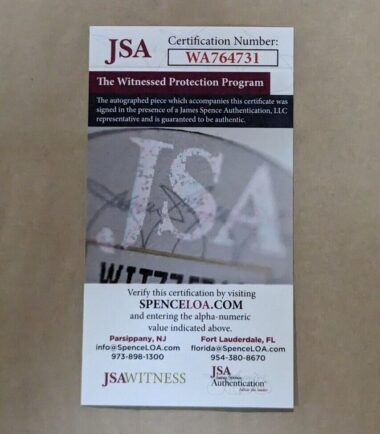 JSA
Certification Number:
WA764731
The Witnessed Protection Program
The autographed piece which accompanies this certificate was
signed in the presence of a James Spence Authentication, LLC
representative and is guaranteed to be authentic.
JSA
Verify this certification by visiting
SPENCELOA.COM
and entering the alpha-numeric
value indicated above.
Parsippany, NJ
info@SpenceLOA.com
973-898-1300
Fort Lauderdale, FL
florida@SpenceLOA.com
954-380-8670
JSAWITNESS
JSA
Authentication